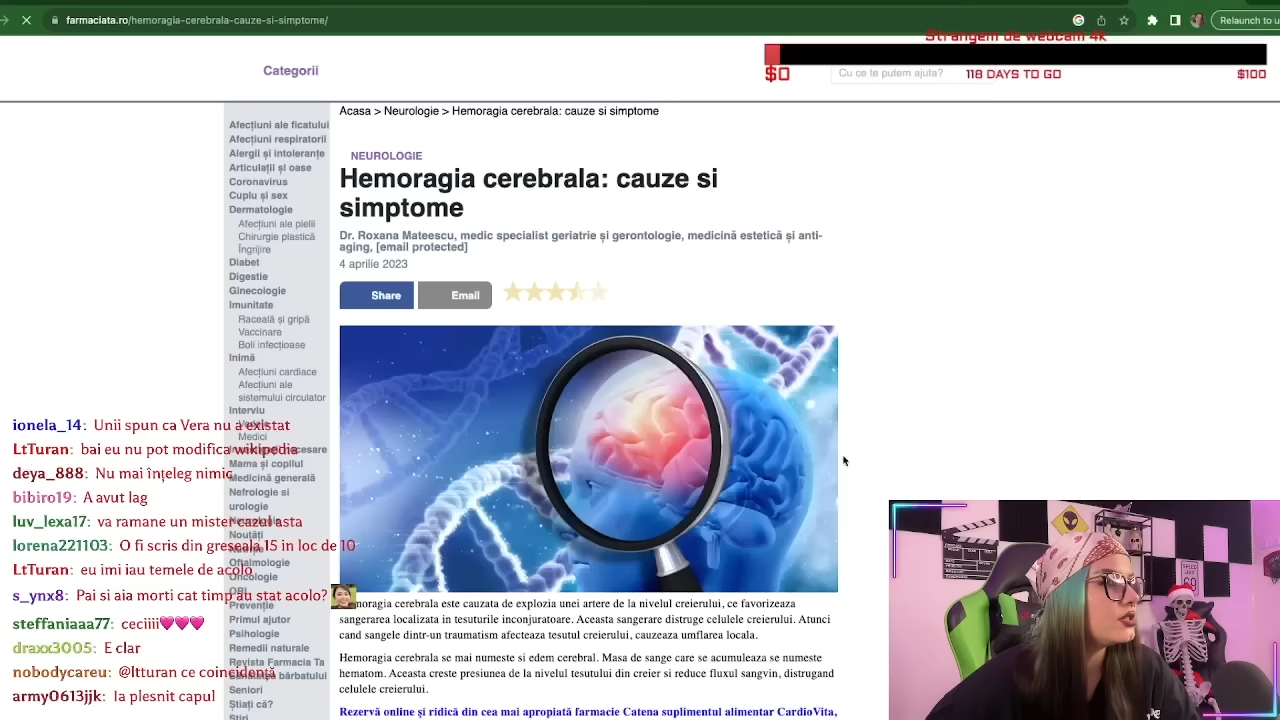 farmaciata.ro/hemoragia-cerebrala-cauze-si-simptome/
Relaunch to u
Strangem de webcam 4k
Categorii
$0
Cu ce te putem ajuta?
118 DAYS TO GO
$100
Acasa > Neurologie > Hemoragia cerebrala: cauze si simptome
Afecțiuni ale ficatului
Afecțiuni respiratorii
Alergii și intoleranțe
Articulații și oase
Coronavirus
Cuplu și sex
Dermatologie
Afecțiuni ale pielii
Chirurgie plastică
Îngrijire
Diabet
Digestie
Ginecologie
Imunitate
Raceală și gripă
Vaccinare
Boli infecțioase
Inimă
Afecțiuni cardiace
Afecțiuni ale
sistemului circulator
Interviu
Medici
Mama și copilul
Medicină generală
Nefrologie si
urologie
Noutăți
Oftalmologie
Oncologie
ORL
Prevenție
Primul ajutor
Psihologie
Remedii naturale
Revista Farmacia Ta
Sănătatea bărbatului
Seniori
Știați că?
Știri
NEUROLOGIE
Hemoragia cerebrala: cauze si
simptome
Dr. Roxana Mateescu, medic specialist geriatrie și gerontologie, medicină estetică și anti-
aging, [email protected]
4 aprilie 2023
Share
Email
ionela_14: Unii spun ca Vera nu a existat
LtTuran: bai eu nu pot modifica wikipedia
deya_888: Nu mai înțeleg nimic
bibiro19: A avut lag
luv_lexa17: va ramane un mister cazul asta
lorena221103: O fi scris din greseala 15 in loc de 10
LtTuran: eu imi iau temele de acolo
s_ynx8: Pai si aia morti cat timp au stat acolo?
steffaniaaa77: ceciiii
draxx3005: E clar
nobodycareu: @ltturan ce coincidență
army0613jjk: Ia plesnit capul
moragia cerebrala este cauzata de explozia unei artere de la nivelul creierului, ce favorizeaza
sangerarea localizata in tesuturile inconjuratoare. Aceasta sangerare distruge celulele creierului. Atunci
cand sangele dintr-un traumatism afecteaza tesutul creierului, cauzeaza umflarea locala.
Hemoragia cerebrala se mai numeste si edem cerebral. Masa de sange care se acumuleaza se numeste
hematom. Aceasta creste presiunea de la nivelul tesutului din creier si reduce fluxul sangvin, distrugand
celulele creierului.
Rezervă online și ridică din cea mai apropiată farmacie Catena suplimentul alimentar CardioVita,